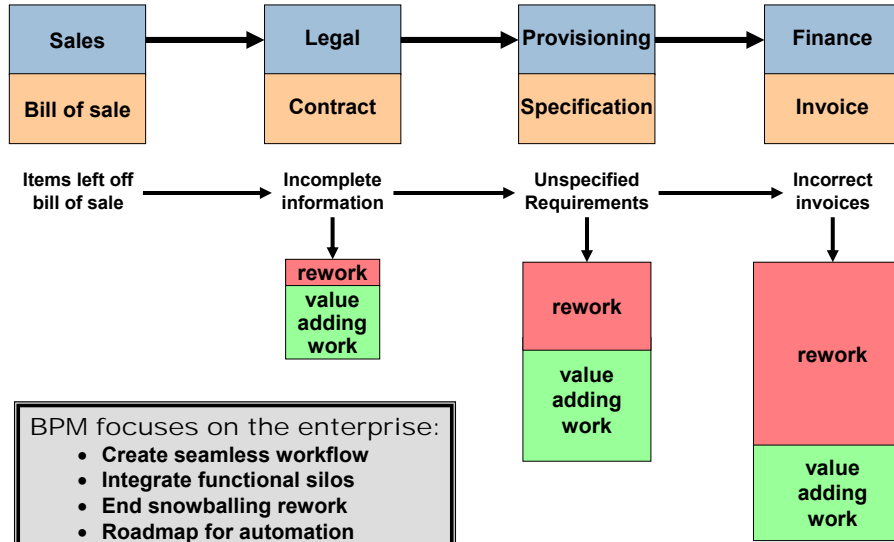 Sales
Legal
Provisioning
Finance
Bill of sale
Contract
Specification
Invoice
Items left off
bill of sale
Incomplete
information
Unspecified
Requirements
Incorrect
invoices
rework
value
adding
work
rework
value
adding
work
rework
value
adding
work
BPM focuses on the enterprise:
• Create seamless workflow
• Integrate functional silos
• End snowballing rework
• Roadmap for automation